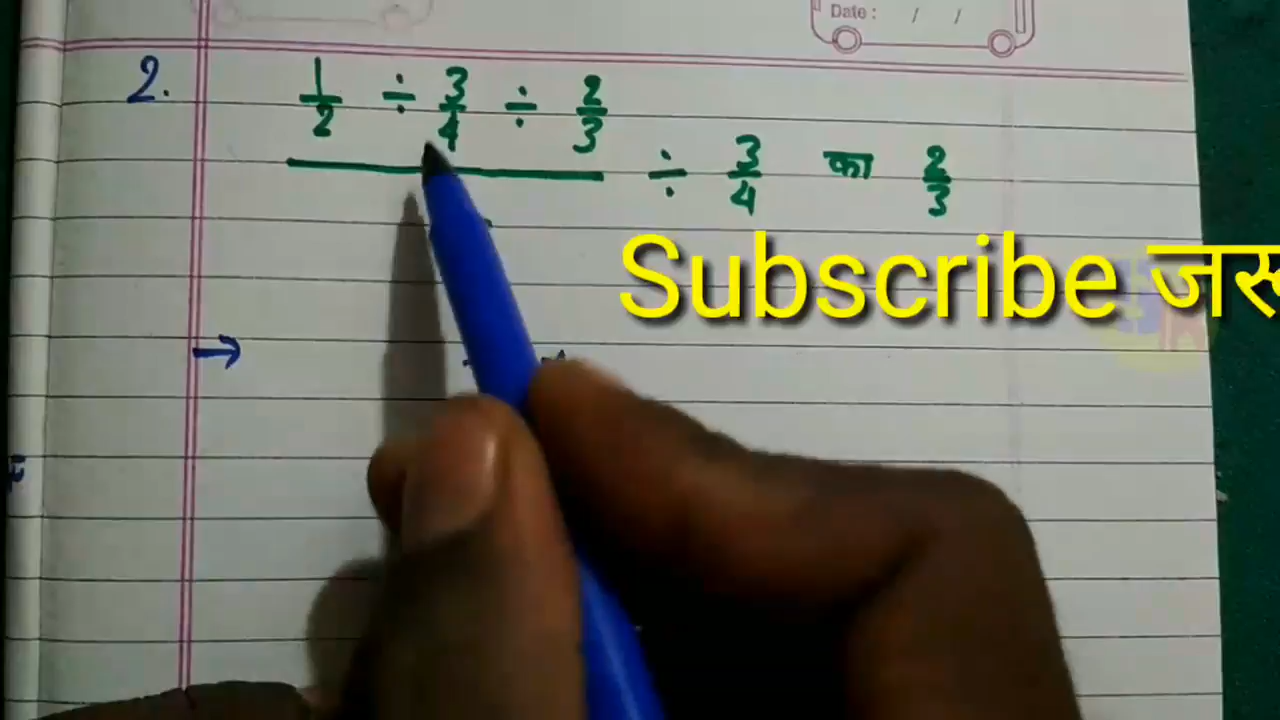 Date : / /
2. 1/2 ÷ 3/4 ÷ 2/3 ÷ 3/4 का 2/3
Subscribe